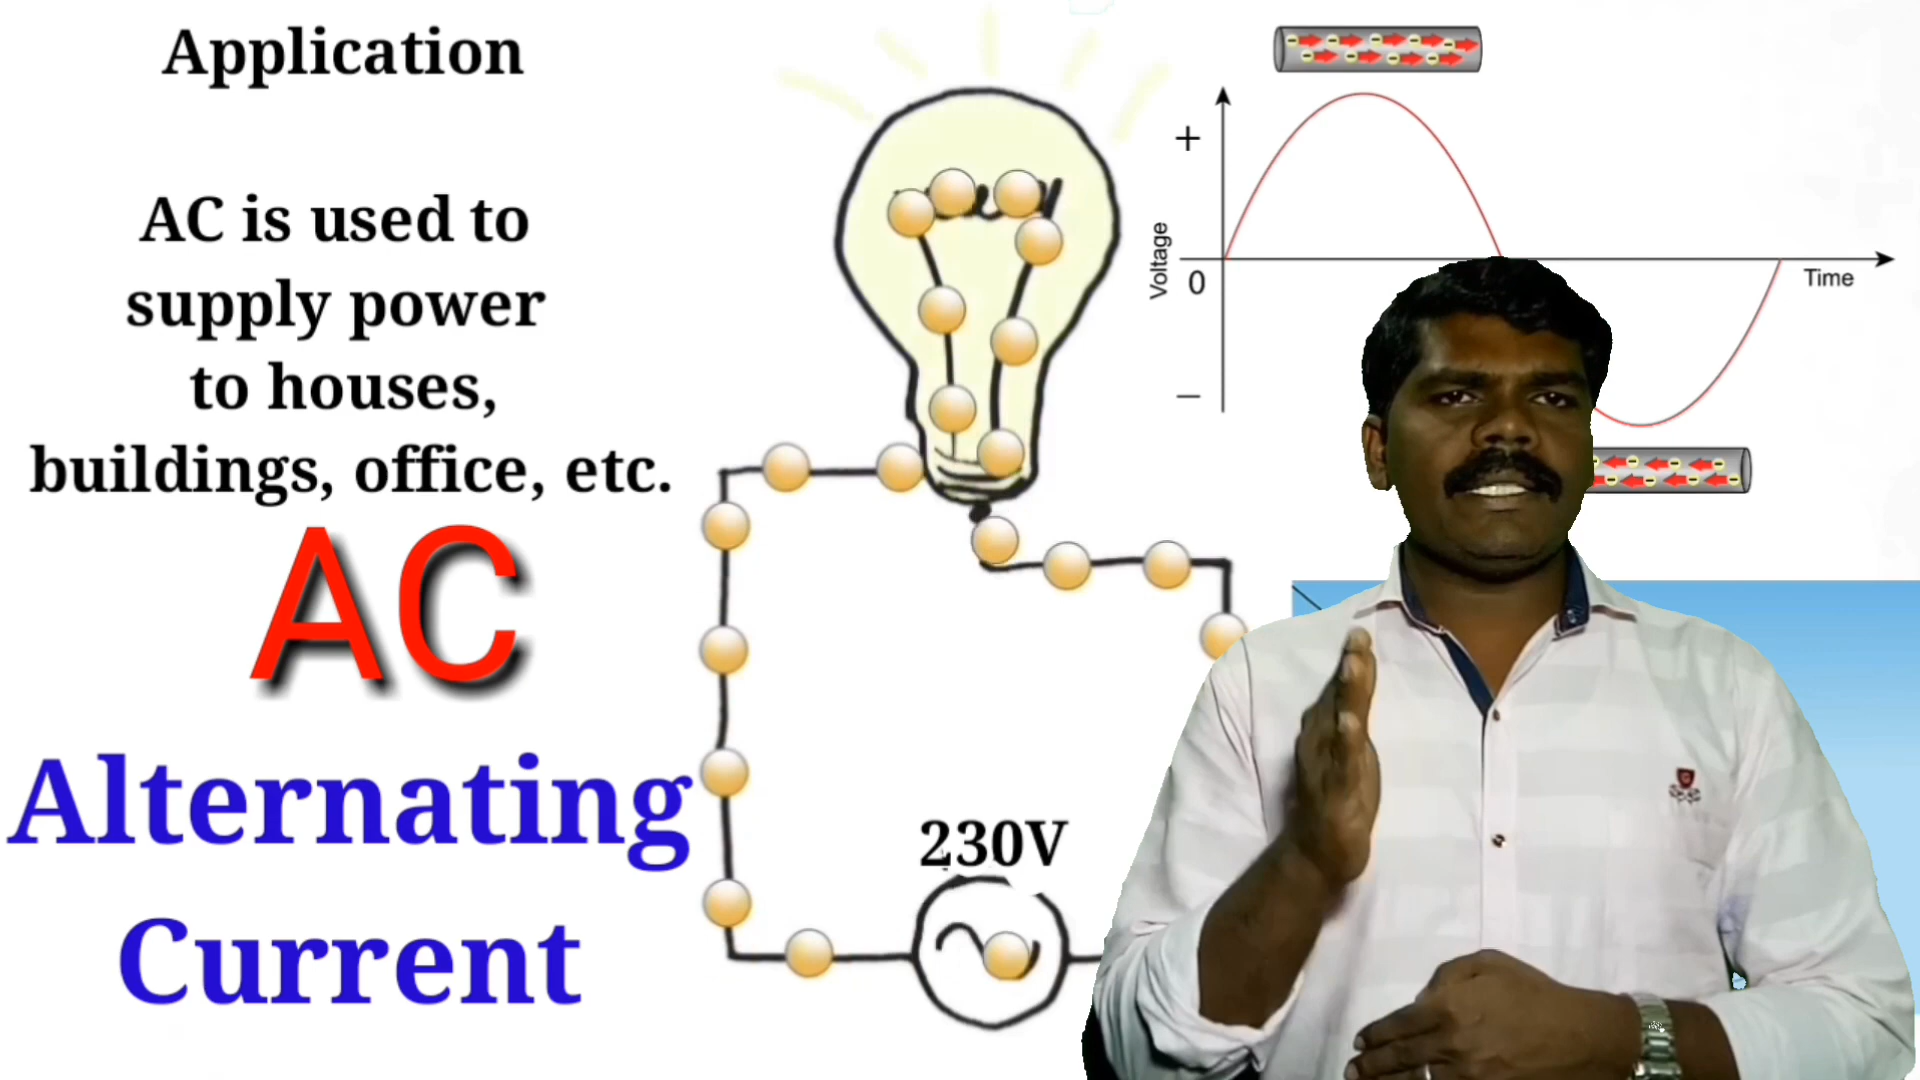 Application
AC is used to
supply power
to houses,
buildings, office, etc.
AC
Alternating
Current
230V
+
Voltage
0
Time
–